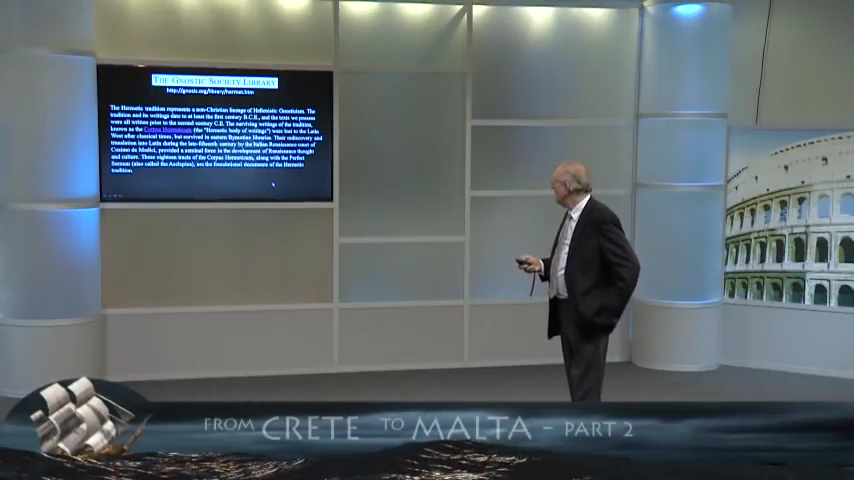 THE GNOSTIC SOCIETY LIBRARY
http://gnosis.org/library/hermet.htm
The Hermetic tradition represents a non-Christian lineage of Hellenistic Gnosticism. The
tradition and its writings date to at least the first century B.C.E., and the texts we possess
were all written prior to the second century C.E. The surviving writings of the tradition,
known as the Corpus Hermeticum (the "Hermetic body of writings") were lost to the Latin
West after classical times, but survived in eastern Byzantine libraries. Their rediscovery and
translation into Latin during the late-fifteenth century by the Italian Renaissance court of
Cosimo de Medici, provided a seminal force in the development of Renaissance thought
and culture. These eighteen tracts of the Corpus Hermeticum, along with the Perfect
Sermon (also called the Asclepius), are the foundational documents of the Hermetic
tradition.
FROM CRETE TO MALTA - PART 2